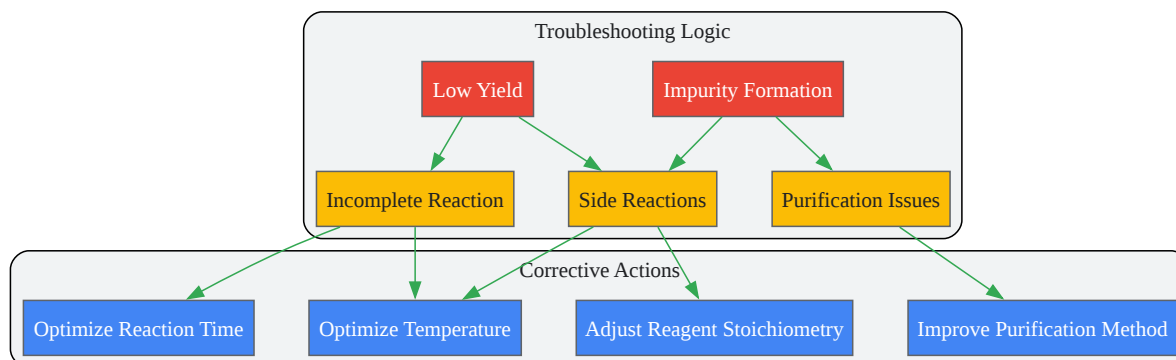 Troubleshooting Logic
Low Yield
Impurity Formation
Incomplete Reaction
Side Reactions
Purification Issues
Corrective Actions
Optimize Reaction Time
Optimize Temperature
Adjust Reagent Stoichiometry
Improve Purification Method